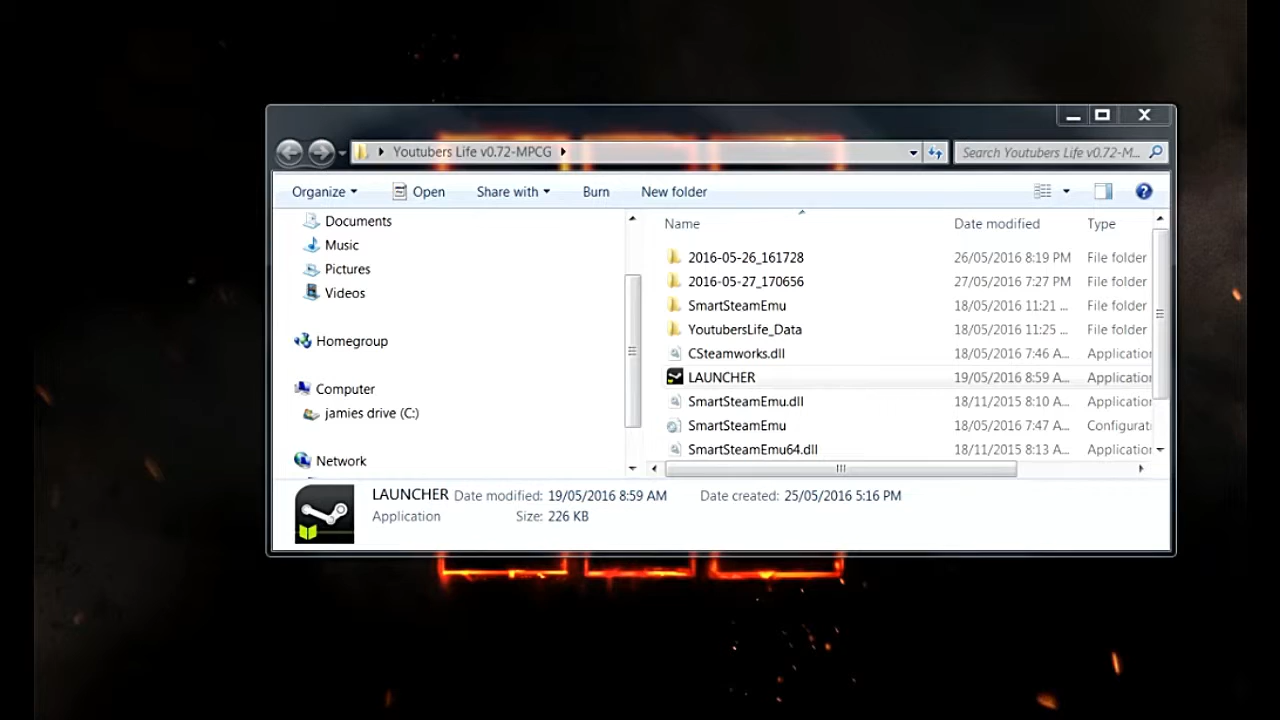 Youtubers Life v0.72-MPCG
Search Youtubers Life v0.72-M...
Organize Open Share with Burn New folder
Documents
Music
Pictures
Videos
Homegroup
Computer
jamies drive (C:)
Network
Name Date modified Type
2016-05-26_161728 26/05/2016 8:19 PM File folder
2016-05-27_170656 27/05/2016 7:27 PM File folder
SmartSteamEmu 18/05/2016 11:21 ... File folder
YoutubersLife_Data 18/05/2016 11:25 ... File folder
CSteamworks.dll 18/05/2016 7:46 A... Applicatio
LAUNCHER 19/05/2016 8:59 A... Applicatio
SmartSteamEmu.dll 18/11/2015 8:10 A... Applicatio
SmartSteamEmu 18/05/2016 7:47 A... Configurat
SmartSteamEmu64.dll 18/11/2015 8:13 A... Applicatio
LAUNCHER Date modified: 19/05/2016 8:59 AM Date created: 25/05/2016 5:16 PM
Application Size: 226 KB